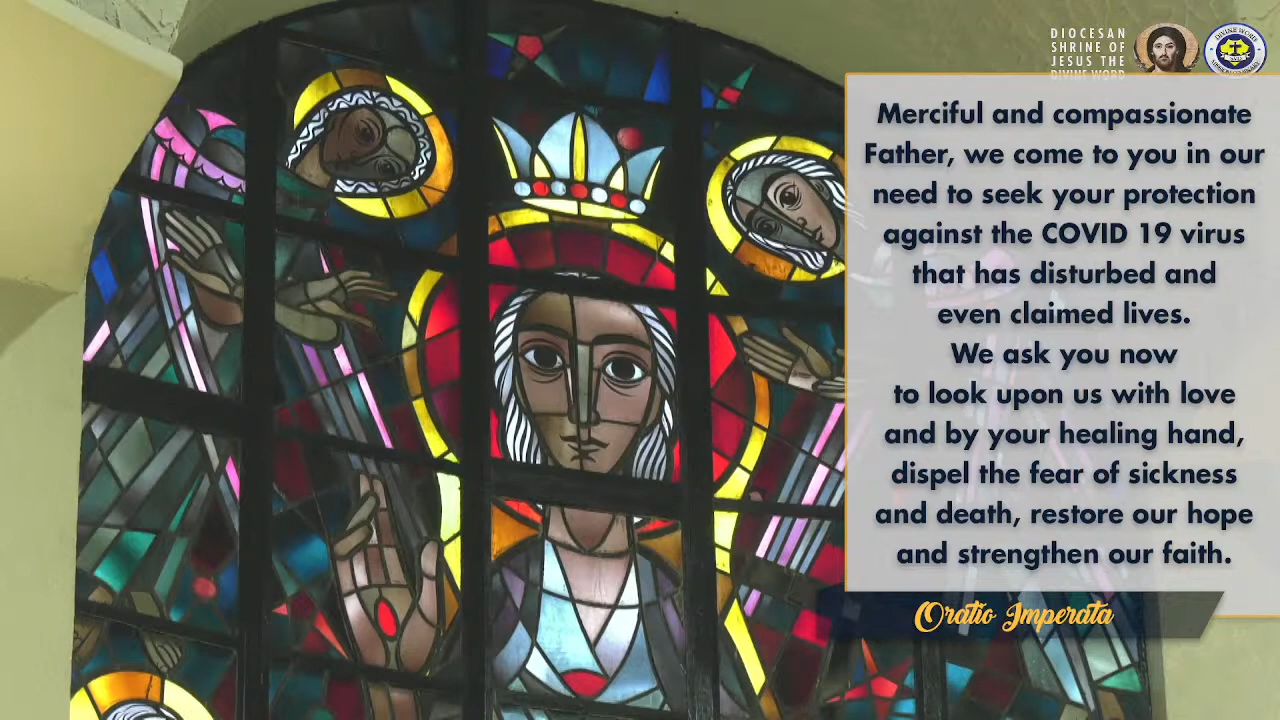 DIOCESAN
SHRINE OF
JESUS THE
DIVINE WORD
Merciful and compassionate
Father, we come to you in our
need to seek your protection
against the COVID 19 virus
that has disturbed and
even claimed lives.
We ask you now
to look upon us with love
and by your healing hand,
dispel the fear of sickness
and death, restore our hope
and strengthen our faith.
Oratio Imperata